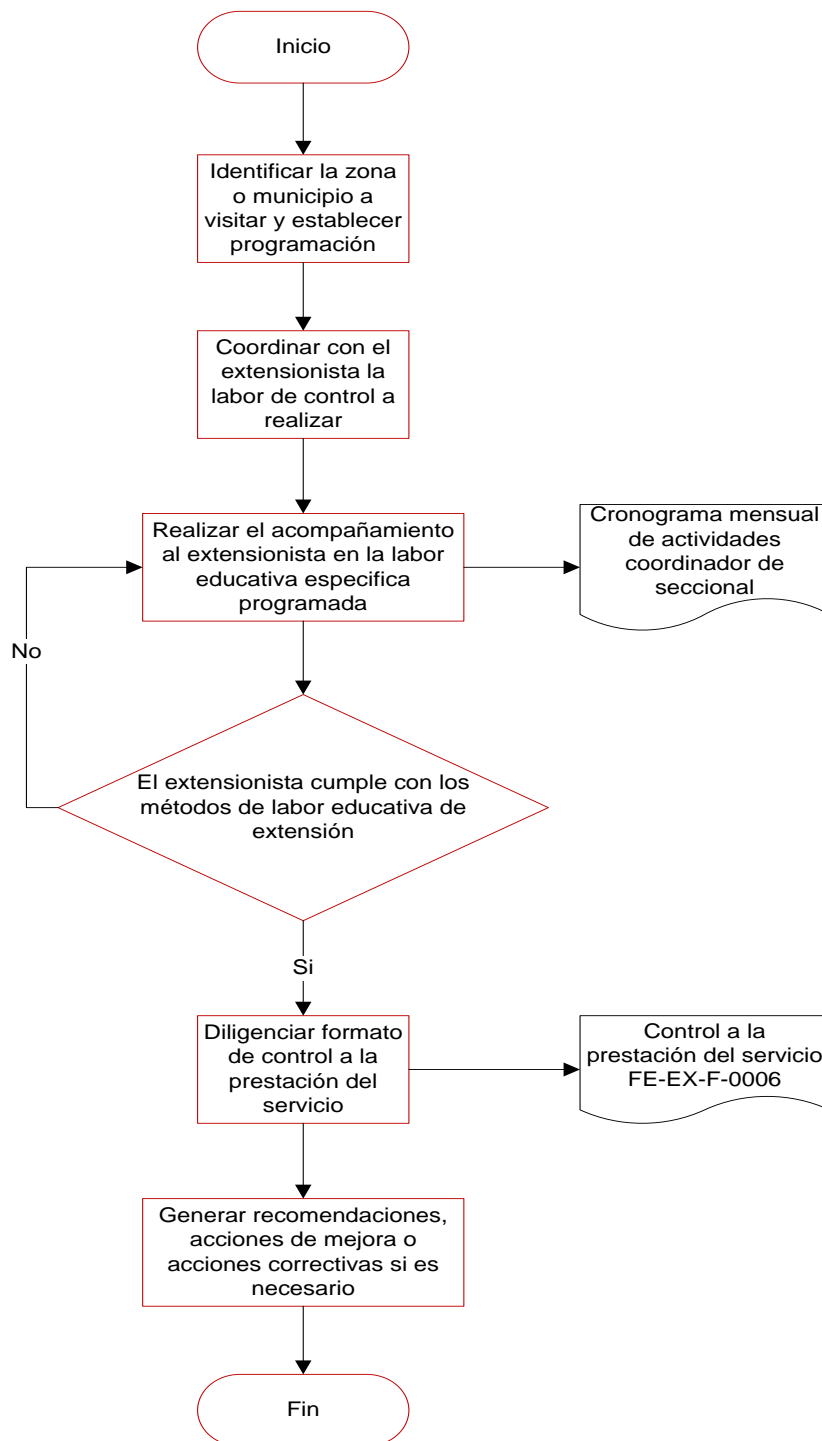 Inicio
Identificar la zona
o municipio a
visitar y establecer
programación
Coordinar con el
extensionista la
labor de control a
realizar
Realizar el acompañamiento
al extensionista en la labor
educativa especifica
programada
Cronograma mensual
de actividades
coordinador de
seccional
No
El extensionista cumple con los
métodos de labor educativa de
extensión
Si
Diligenciar formato
de control a la
prestación del
servicio
Control a la
prestación del servicio
FE-EX-F-0006
Generar recomendaciones,
acciones de mejora o
acciones correctivas si es
necesario
Fin